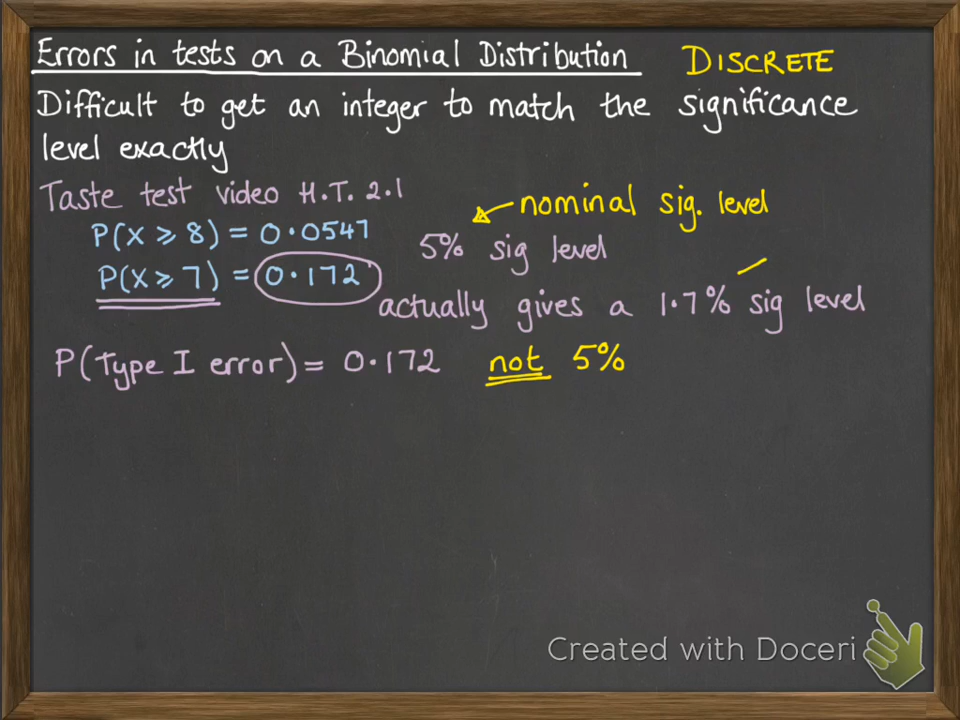 Errors in tests on a Binomial Distribution DISCRETE
Difficult to get an integer to match the significance
level exactly
Taste test video H.T. 2.1
nominal sig. level
P(X ⩾ 8) = 0·0547
5% sig level
P(X ⩾ 7) = 0·172
actually gives a 1·7% sig level
P(Type I error) = 0·172 not 5%
Created with Doceri